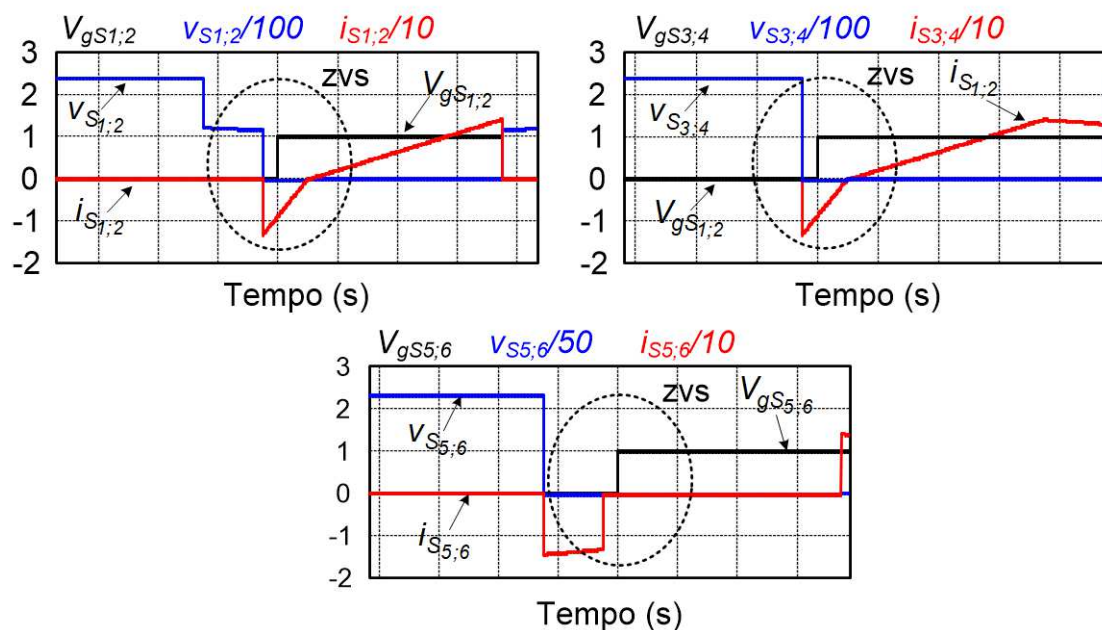 VgS1;2 vS1;2/100 iS1;2/10
3
2
1
0
-1
-2
zvs
VgS1;2
vS1;2
iS1;2
Tempo (s)
VgS3;4 vS3;4/100 iS3;4/10
3
2
1
0
-1
-2
zvs
iS1;2
vS3;4
VgS1;2
Tempo (s)
VgS5;6 vS5;6/50 iS5;6/10
3
2
1
0
-1
-2
zvs
VgS5;6
vS5;6
iS5;6
Tempo (s)